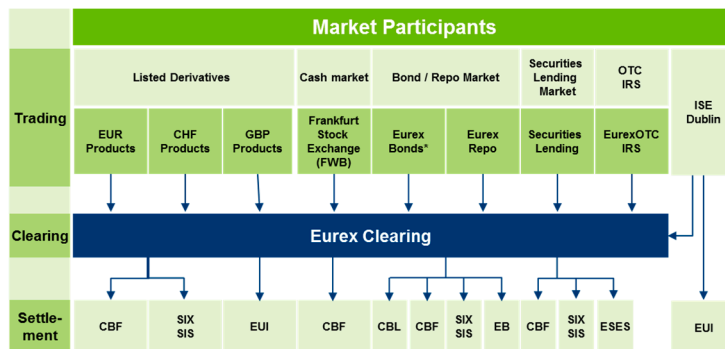 Market Participants
Trading
Listed Derivatives
Cash market
Bond / Repo Market
Securities
Lending
Market
OTC
IRS
ISE
Dublin
EUR
Products
CHF
Products
GBP
Products
Frankfurt
Stock
Exchange
(FWB)
Eurex
Bonds*
Eurex
Repo
Securities
Lending
EurexOTC
IRS
Clearing
Eurex Clearing
Settle-
ment
CBF
SIX
SIS
EUI
CBF
CBL
CBF
SIX
SIS
EB
CBF
SIX
SIS
ESES
EUI